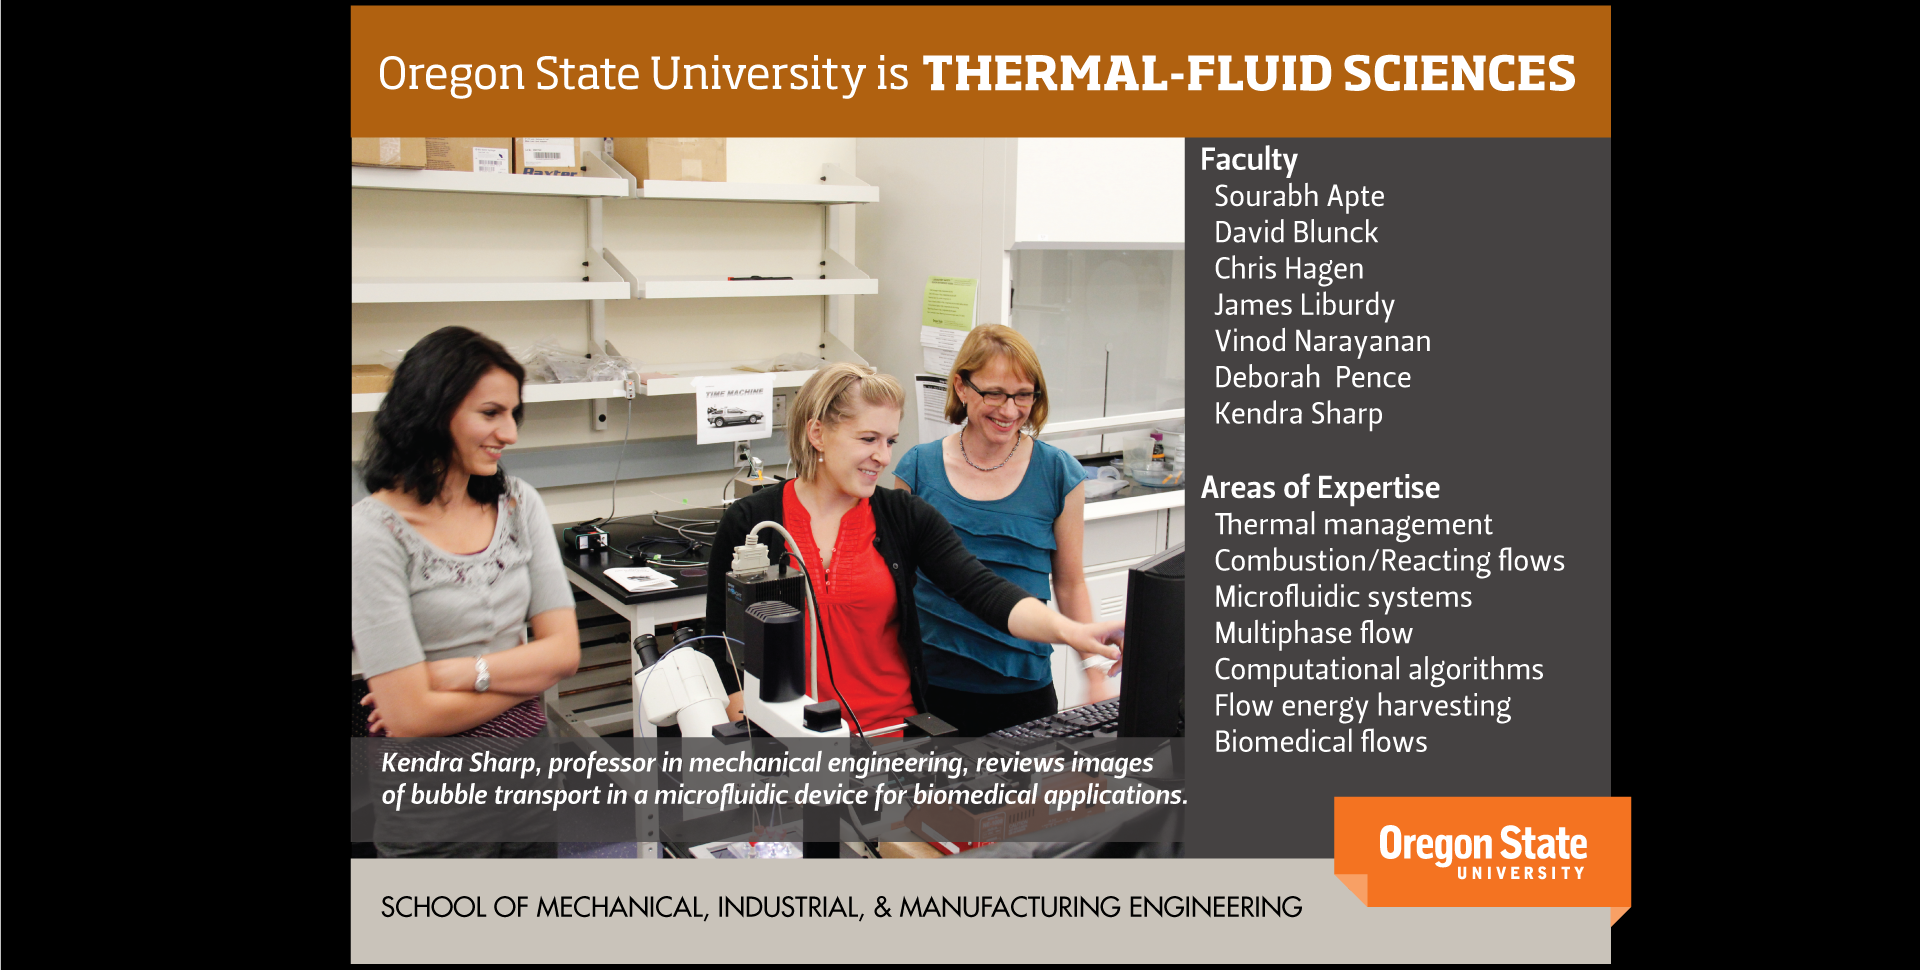 Oregon State University is THERMAL-FLUID SCIENCES
Baxter
TIME MACHINE
Faculty
Sourabh Apte
David Blunck
Chris Hagen
James Liburdy
Vinod Narayanan
Deborah  Pence
Kendra Sharp
Areas of Expertise
Thermal management
Combustion/Reacting flows
Microfluidic systems
Multiphase flow
Computational algorithms
Flow energy harvesting
Biomedical flows
Kendra Sharp, professor in mechanical engineering, reviews images
of bubble transport in a microfluidic device for biomedical applications.
Oregon State
UNIVERSITY
SCHOOL OF MECHANICAL, INDUSTRIAL, & MANUFACTURING ENGINEERING